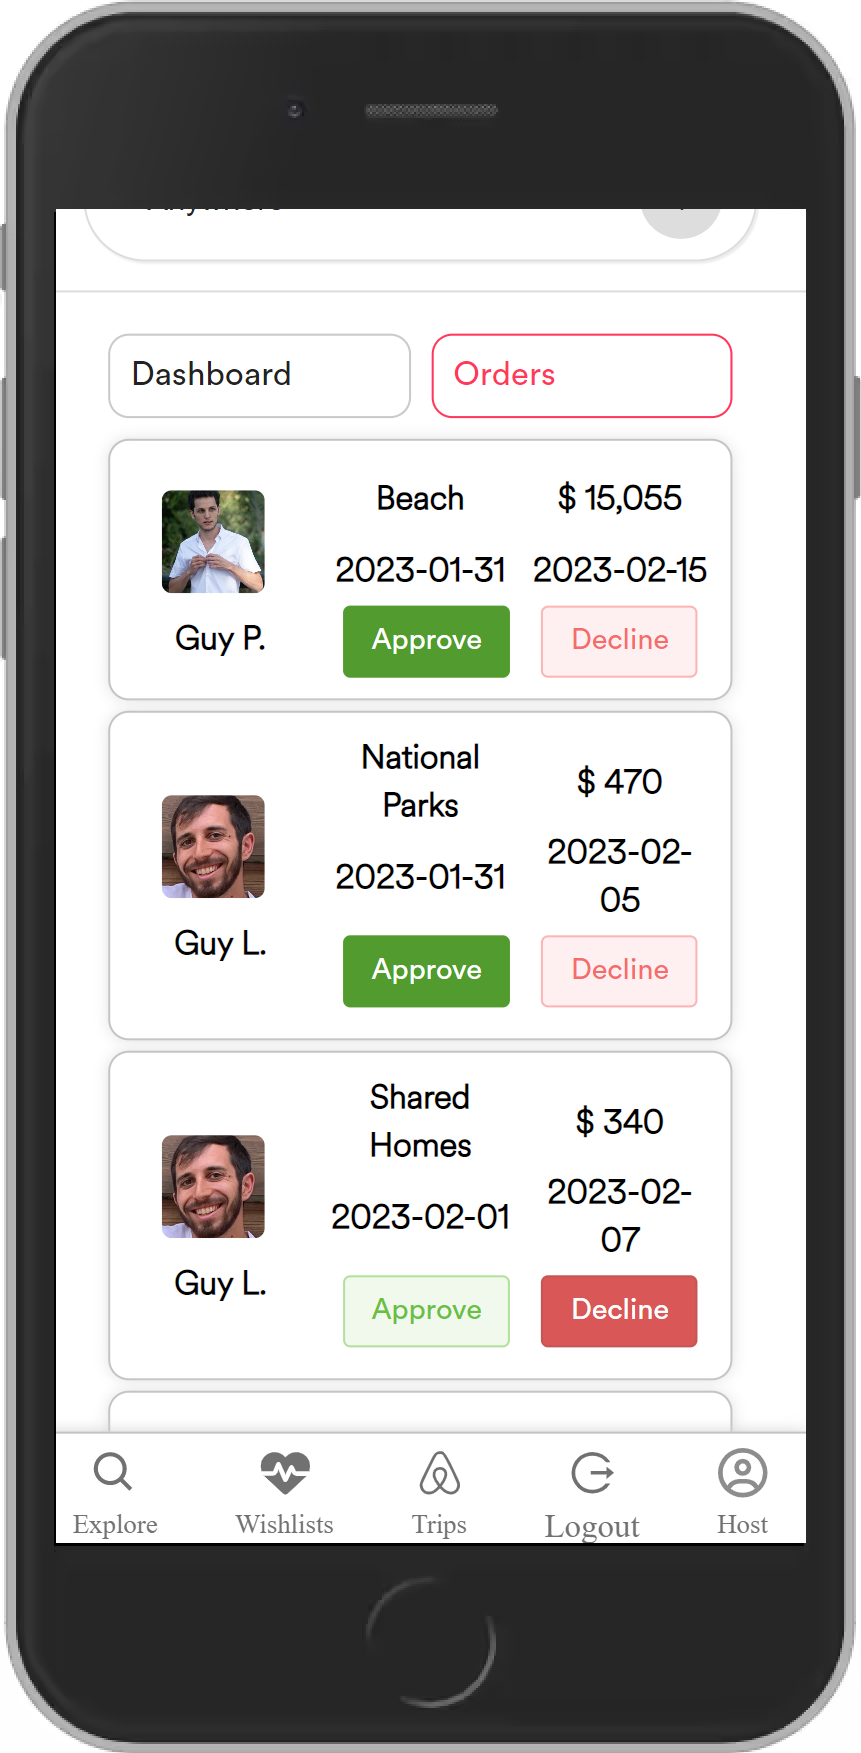 Dashboard
Orders
Beach
$ 15,055
2023-01-31
2023-02-15
Guy P.
Approve
Decline
National
Parks
$ 470
2023-01-31
2023-02-
05
Guy L.
Approve
Decline
Shared
Homes
$ 340
2023-02-01
2023-02-
07
Guy L.
Approve
Decline
Explore
Wishlists
Trips
Logout
Host